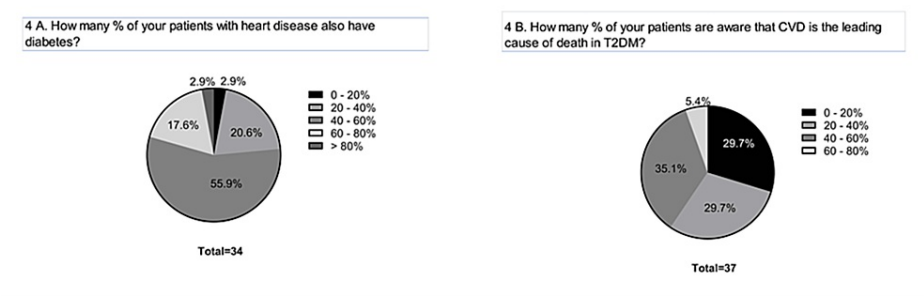 4 A. How many % of your patients with heart disease also have
diabetes?
2.9% 2.9%
17.6%
20.6%
55.9%
0 - 20%
20 - 40%
40 - 60%
60 - 80%
> 80%
Total=34
4 B. How many % of your patients are aware that CVD is the leading
cause of death in T2DM?
5.4%
29.7%
35.1%
29.7%
0 - 20%
20 - 40%
40 - 60%
60 - 80%
Total=37